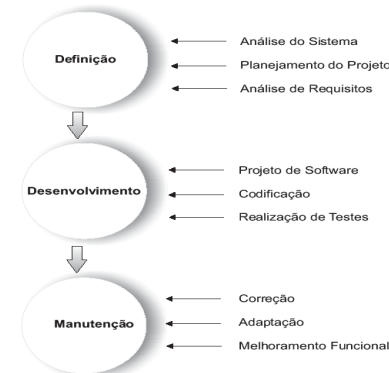 Definição
Análise do Sistema
Planejamento do Projeto
Análise de Requisitos
Desenvolvimento
Projeto de Software
Codificação
Realização de Testes
Manutenção
Correção
Adaptação
Melhoramento Funcional